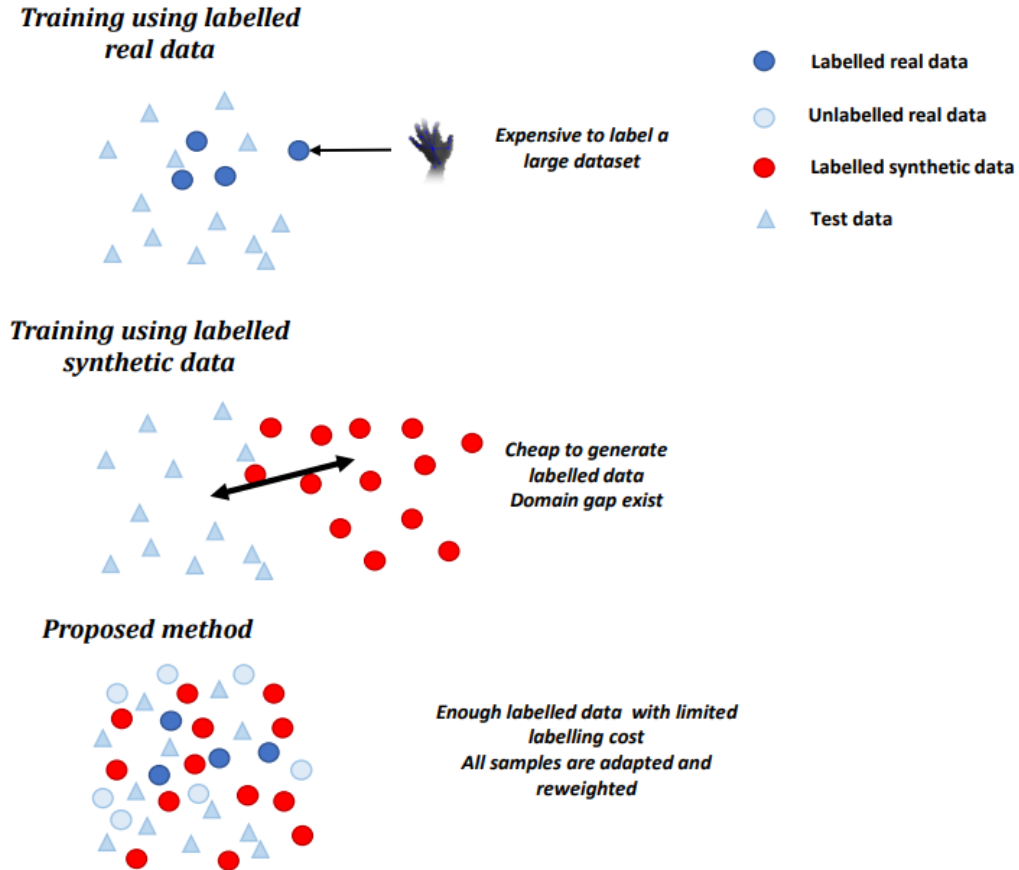 Training using labelled
real data
Labelled real data
Unlabelled real data
Labelled synthetic data
Test data
Expensive to label a
large dataset
Training using labelled
synthetic data
Cheap to generate
labelled data
Domain gap exist
Proposed method
Enough labelled data with limited
labelling cost
All samples are adapted and
reweighted